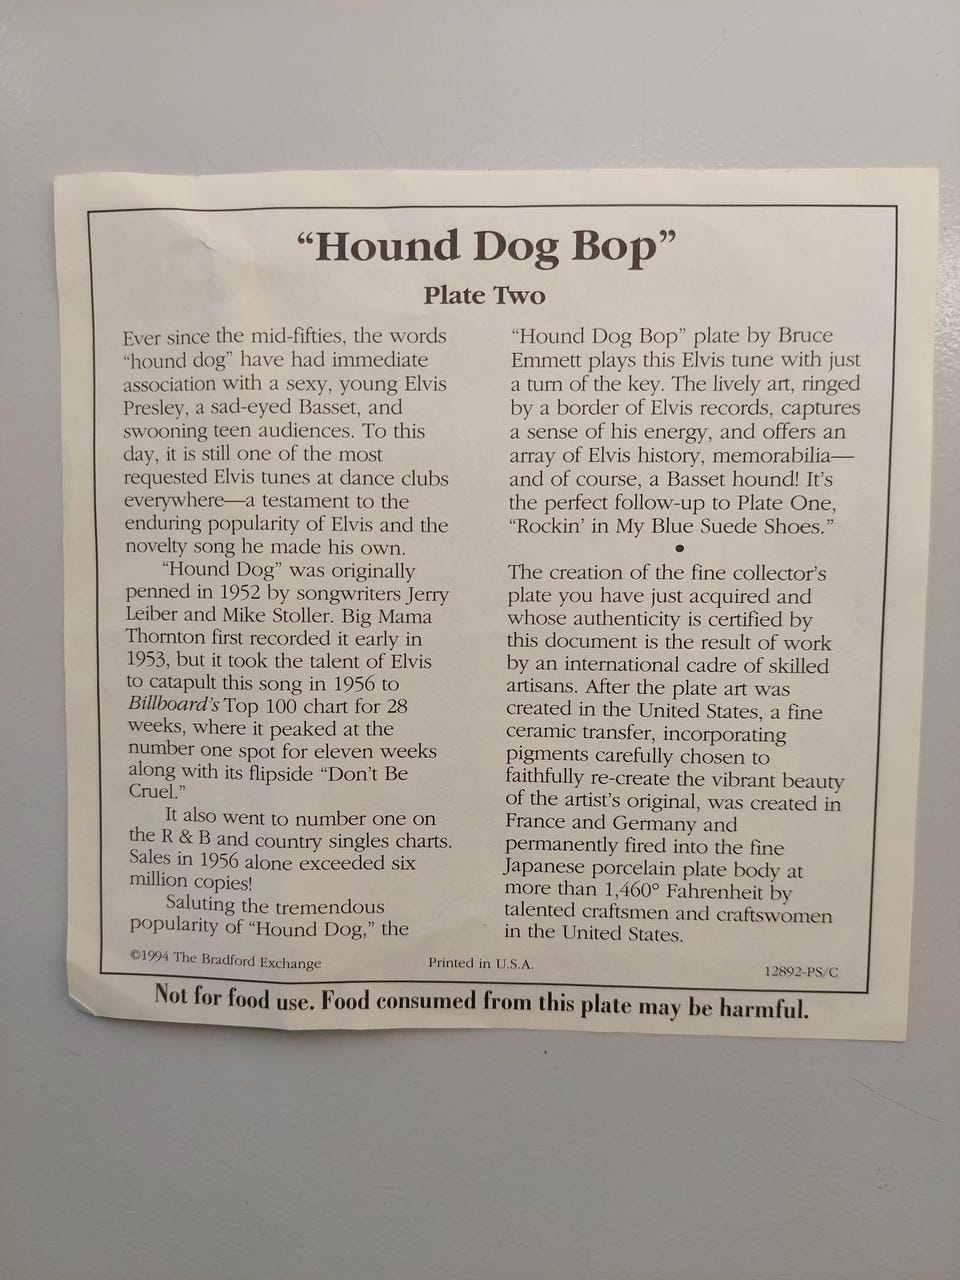 “Hound Dog Bop”
Plate Two
Ever since the mid-fifties, the words
“hound dog” have had immediate
association with a sexy, young Elvis
Presley, a sad-eyed Basset, and
swooning teen audiences. To this
day, it is still one of the most
requested Elvis tunes at dance clubs
everywhere—a testament to the
enduring popularity of Elvis and the
novelty song he made his own.
“Hound Dog” was originally
penned in 1952 by songwriters Jerry
Leiber and Mike Stoller. Big Mama
Thornton first recorded it early in
1953, but it took the talent of Elvis
to catapult this song in 1956 to
Billboard’s Top 100 chart for 28
weeks, where it peaked at the
number one spot for eleven weeks
along with its flipside “Don’t Be
Cruel.”
It also went to number one on
the R & B and country singles charts.
Sales in 1956 alone exceeded six
million copies!
Saluting the tremendous
popularity of “Hound Dog,” the
“Hound Dog Bop” plate by Bruce
Emmett plays this Elvis tune with just
a turn of the key. The lively art, ringed
by a border of Elvis records, captures
a sense of his energy, and offers an
array of Elvis history, memorabilia—
and of course, a Basset hound! It’s
the perfect follow-up to Plate One,
“Rockin’ in My Blue Suede Shoes.”
•
The creation of the fine collector’s
plate you have just acquired and
whose authenticity is certified by
this document is the result of work
by an international cadre of skilled
artisans. After the plate art was
created in the United States, a fine
ceramic transfer, incorporating
pigments carefully chosen to
faithfully re-create the vibrant beauty
of the artist’s original, was created in
France and Germany and
permanently fired into the fine
Japanese porcelain plate body at
more than 1,460° Fahrenheit by
talented craftsmen and craftswomen
in the United States.
©1994 The Bradford Exchange
Printed in U.S.A.
12892-PS/C
Not for food use. Food consumed from this plate may be harmful.